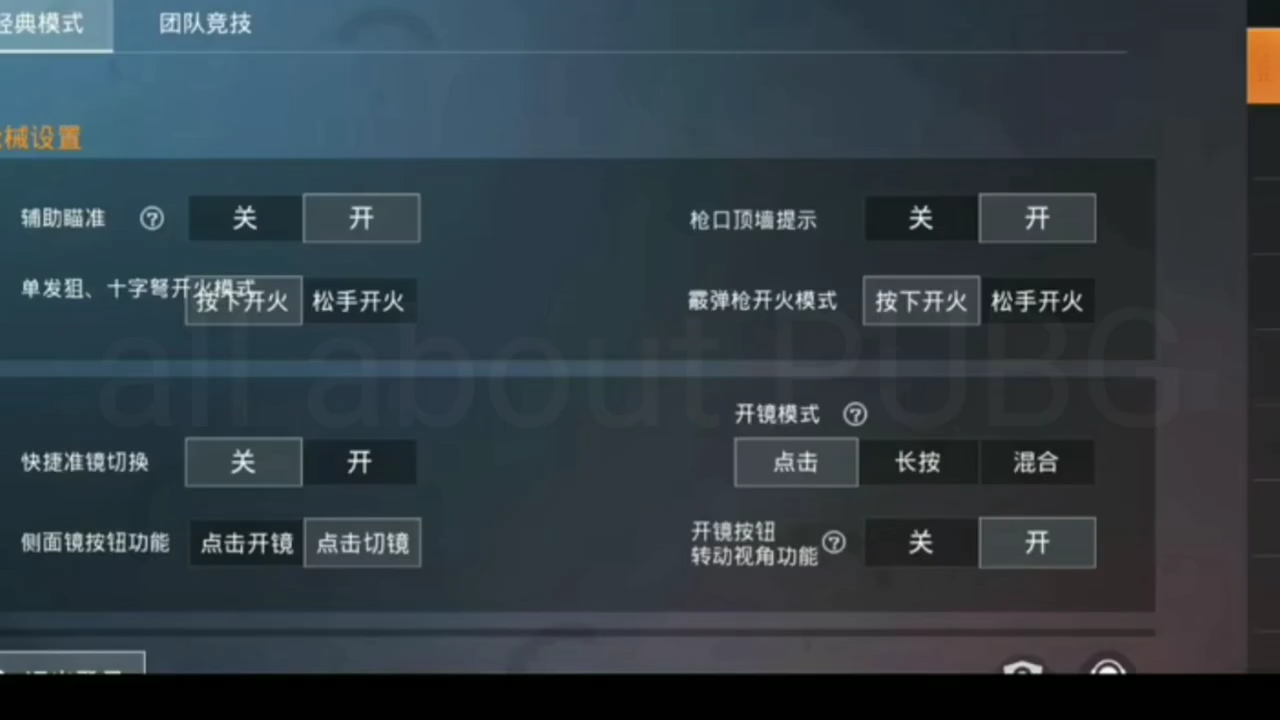 经典模式
团队竞技
械设置
辅助瞄准 ? 关 开
枪口顶墙提示 关 开
单发狙、十字弩开火模式 按下开火 松手开火
霰弹枪开火模式 按下开火 松手开火
all about PUBG
开镜模式 ?
快捷准镜切换 关 开
点击 长按 混合
侧面镜按钮功能 点击开镜 点击切镜
开镜按钮
转动视角功能 ? 关 开